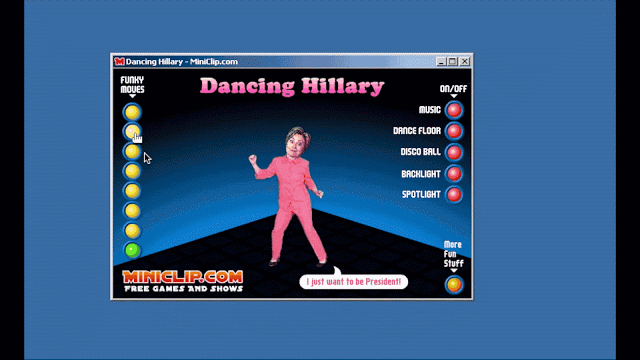 Dancing Hillary - MiniClip.com
FUNKY
MOVES
Dancing Hillary
ON/OFF
MUSIC
DANCE FLOOR
DISCO BALL
BACKLIGHT
SPOTLIGHT
More
Fun
Stuff
MINICLIP.COM
FREE GAMES AND SHOWS
I just want to be President!